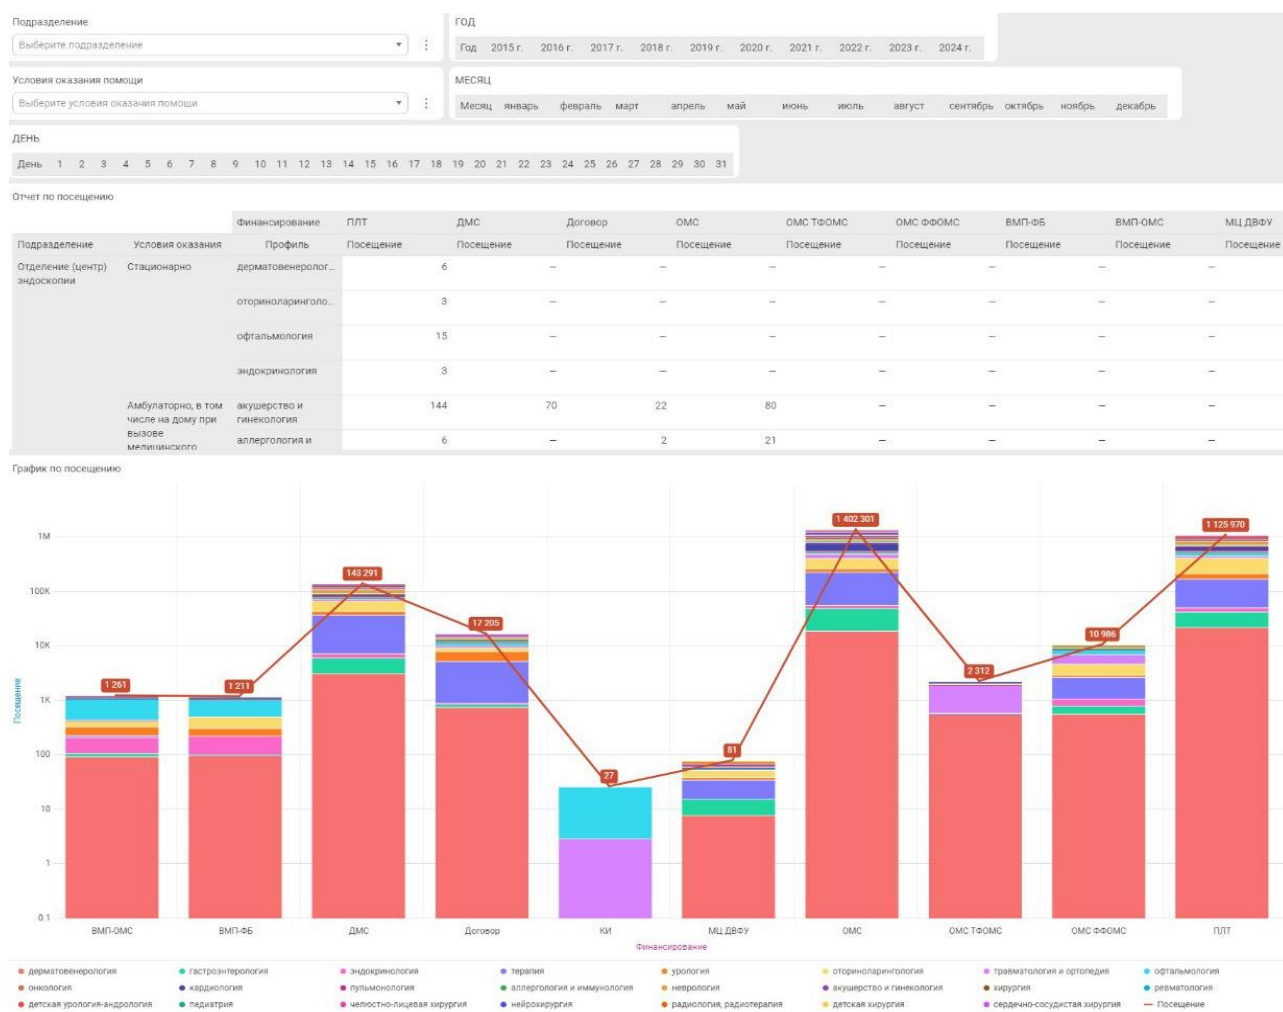 Подразделение
Выберите подразделение
ГОД
Год 2015 г. 2016 г. 2017 г. 2018 г. 2019 г. 2020 г. 2021 г. 2022 г. 2023 г. 2024 г.
Условия оказания помощи
Выберите условия оказания помощи
МЕСЯЦ
Месяц январь февраль март апрель май июнь июль август сентябрь октябрь ноябрь декабрь
ДЕНЬ
День 1 2 3 4 5 6 7 8 9 10 11 12 13 14 15 16 17 18 19 20 21 22 23 24 25 26 27 28 29 30 31
Отчет по посещению
Финансирование ПЛТ ДМС Договор ОМС ОМС ТФОМС ОМС ФФОМС ВМП-ФБ ВМП-ОМС МЦ ДВФУ
Подразделение Условия оказания Профиль Посещение Посещение Посещение Посещение Посещение Посещение Посещение Посещение Посещение
Отделение (центр) Стационарно дерматовенеролог... 6 – – – – – – – –
эндоскопии
оториноларинголо... 3 – – – – – – – –
офтальмология 15 – – – – – – – –
эндокринология 3 – – – – – – – –
Амбулаторно, в том акушерство и 144 70 22 80 – – – – –
числе на дому при гинекология
вызове
медицинского аллергология и 6 – 2 21 – – – – –
График по посещению
Посещение
1M
100K
10K
1K
100
10
1
0.1
1 261
1 211
143 291
17 205
27
81
1 402 301
2 312
10 986
1 125 970
ВМП-ОМС ВМП-ФБ ДМС Договор КИ МЦ ДВФУ ОМС ОМС ТФОМС ОМС ФФОМС ПЛТ
Финансирование
дерматовенерология гастроэнтерология эндокринология терапия урология оториноларингология травматология и ортопедия офтальмология
онкология кардиология пульмонология аллергология и иммунология неврология акушерство и гинекология хирургия ревматология
детская урология-андрология педиатрия челюстно-лицевая хирургия нейрохирургия радиология, радиотерапия детская хирургия сердечно-сосудистая хирургия Посещение